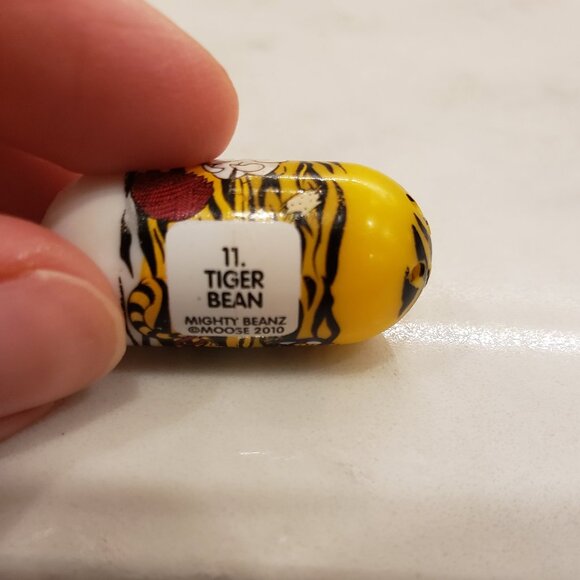 11.
TIGER
BEAN
MIGHTY BEANZ
©MOOSE 2010